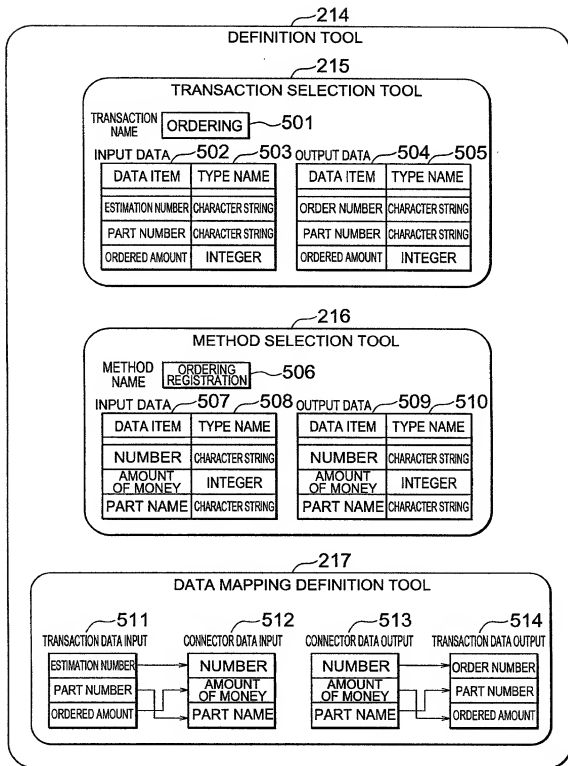 214
DEFINITION TOOL
215
TRANSACTION SELECTION TOOL
TRANSACTION NAME ORDERING 501
INPUT DATA 502 503 OUTPUT DATA 504 505
DATA ITEM TYPE NAME DATA ITEM TYPE NAME
ESTIMATION NUMBER CHARACTER STRING ORDER NUMBER CHARACTER STRING
PART NUMBER CHARACTER STRING PART NUMBER CHARACTER STRING
ORDERED AMOUNT INTEGER ORDERED AMOUNT INTEGER
216
METHOD SELECTION TOOL
METHOD NAME ORDERING REGISTRATION 506
INPUT DATA 507 508 OUTPUT DATA 509 510
DATA ITEM TYPE NAME DATA ITEM TYPE NAME
NUMBER CHARACTER STRING NUMBER CHARACTER STRING
AMOUNT OF MONEY INTEGER AMOUNT OF MONEY INTEGER
PART NAME CHARACTER STRING PART NAME CHARACTER STRING
217
DATA MAPPING DEFINITION TOOL
511 512 513 514
TRANSACTION DATA INPUT CONNECTOR DATA INPUT CONNECTOR DATA OUTPUT TRANSACTION DATA OUTPUT
ESTIMATION NUMBER NUMBER NUMBER ORDER NUMBER
PART NUMBER AMOUNT OF MONEY AMOUNT OF MONEY PART NUMBER
ORDERED AMOUNT PART NAME PART NAME ORDERED AMOUNT